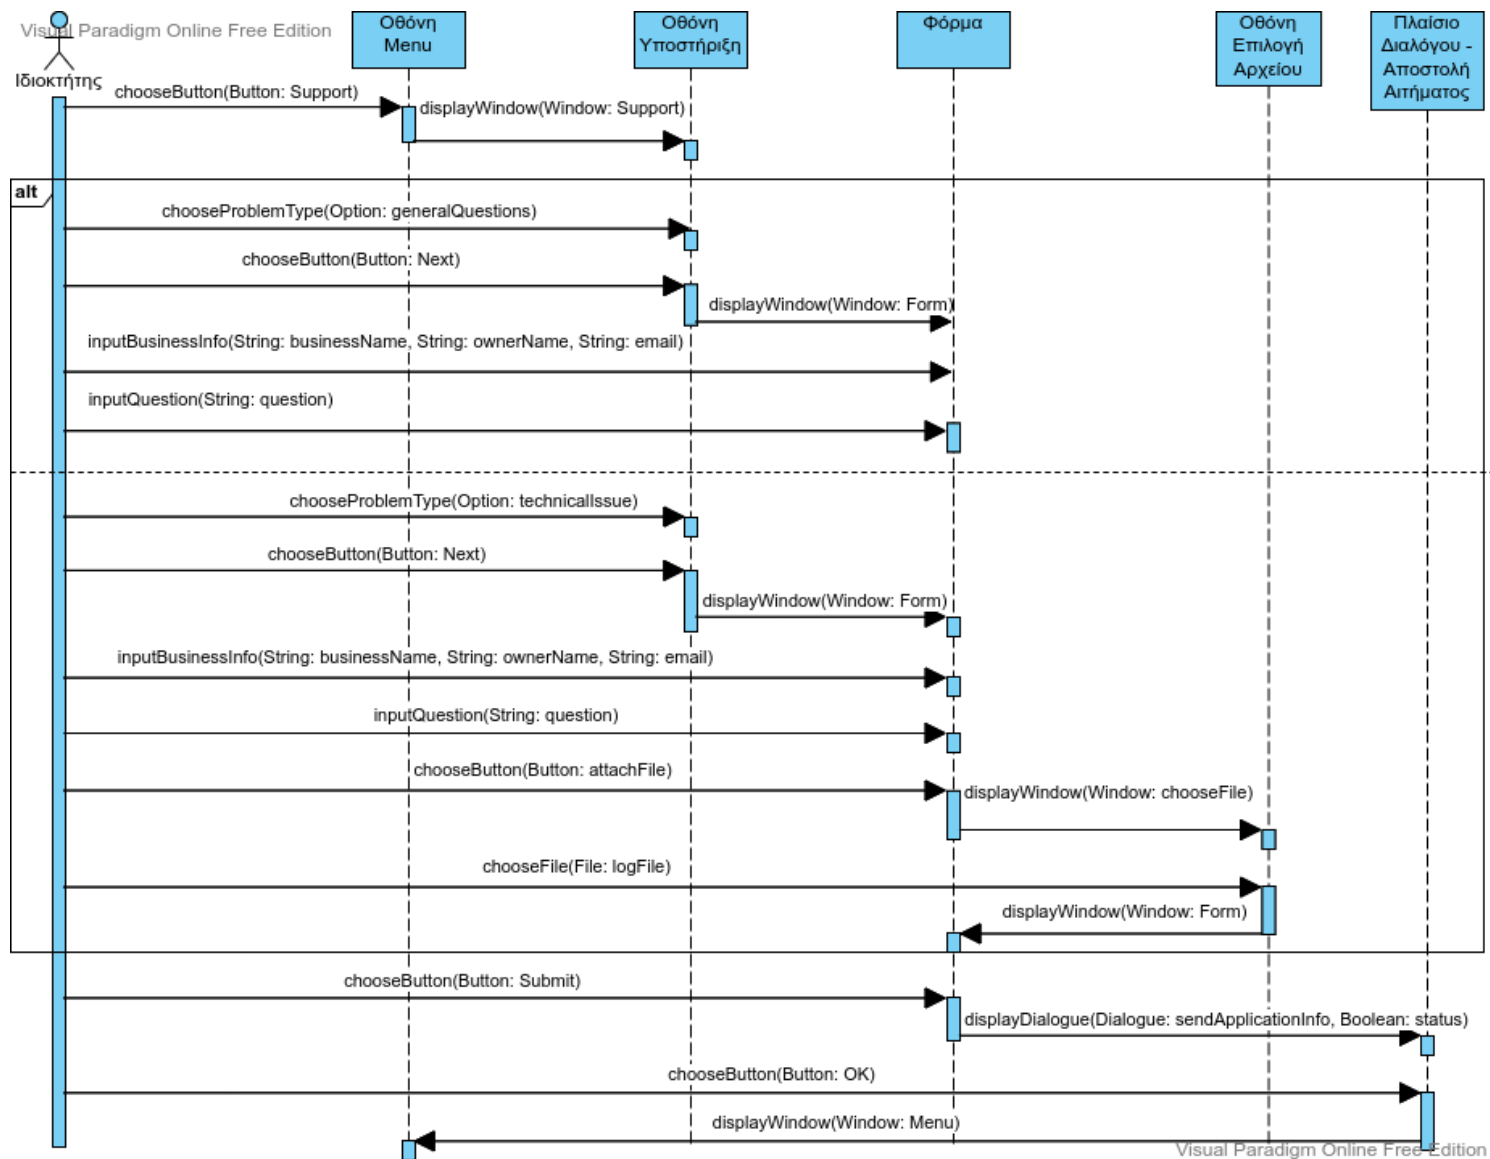 Visual Paradigm Online Free Edition
Ιδιοκτήτης
Οθόνη
Menu
Οθόνη
Υποστήριξη
Φόρμα
Οθόνη
Επιλογή
Αρχείου
Πλαίσιο
Διαλόγου -
Αποστολή
Αιτήματος
chooseButton(Button: Support)
displayWindow(Window: Support)
alt
chooseProblemType(Option: generalQuestions)
chooseButton(Button: Next)
displayWindow(Window: Form)
inputBusinessInfo(String: businessName, String: ownerName, String: email)
inputQuestion(String: question)
chooseProblemType(Option: technicalIssue)
chooseButton(Button: Next)
displayWindow(Window: Form)
inputBusinessInfo(String: businessName, String: ownerName, String: email)
inputQuestion(String: question)
chooseButton(Button: attachFile)
displayWindow(Window: chooseFile)
chooseFile(File: logFile)
displayWindow(Window: Form)
chooseButton(Button: Submit)
displayDialogue(Dialogue: sendApplicationInfo, Boolean: status)
chooseButton(Button: OK)
displayWindow(Window: Menu)
Visual Paradigm Online Free Edition